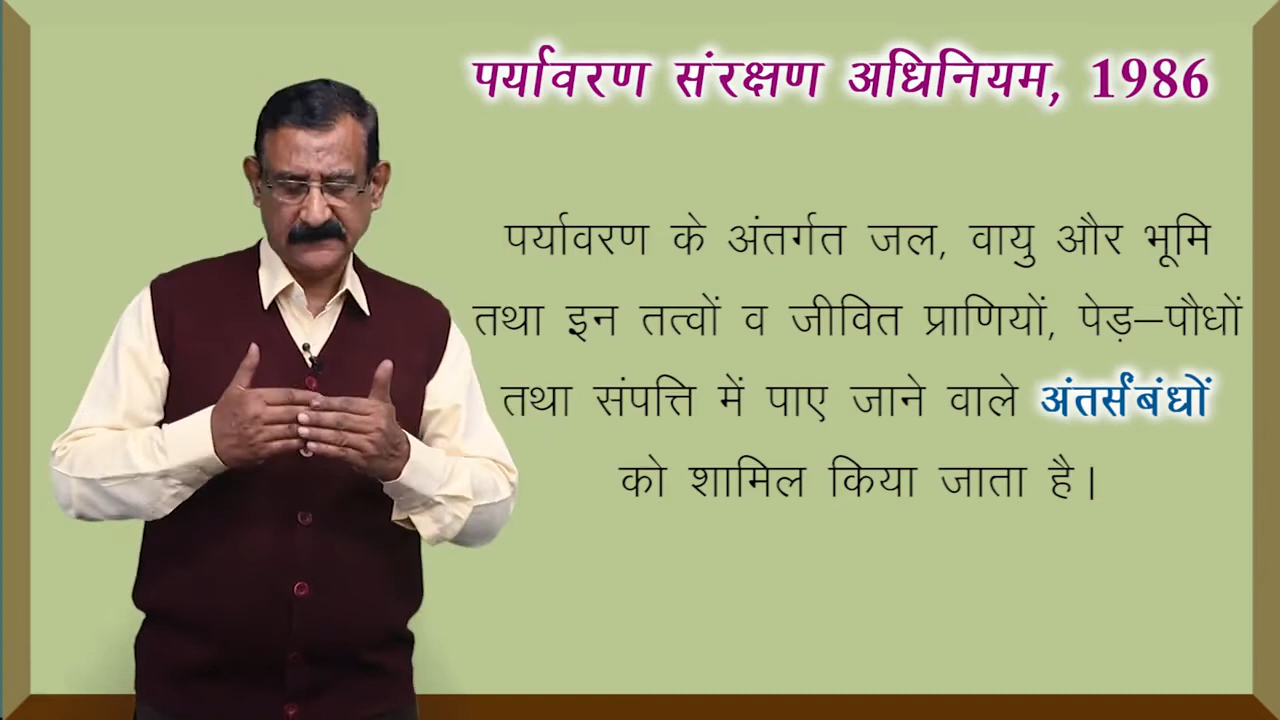 पर्यावरण संरक्षण अधिनियम, 1986
पर्यावरण के अंतर्गत जल, वायु और भूमि
तथा इन तत्वों व जीवित प्राणियों, पेड़–पौधों
तथा संपत्ति में पाए जाने वाले अंतर्संबंधों
को शामिल किया जाता है।